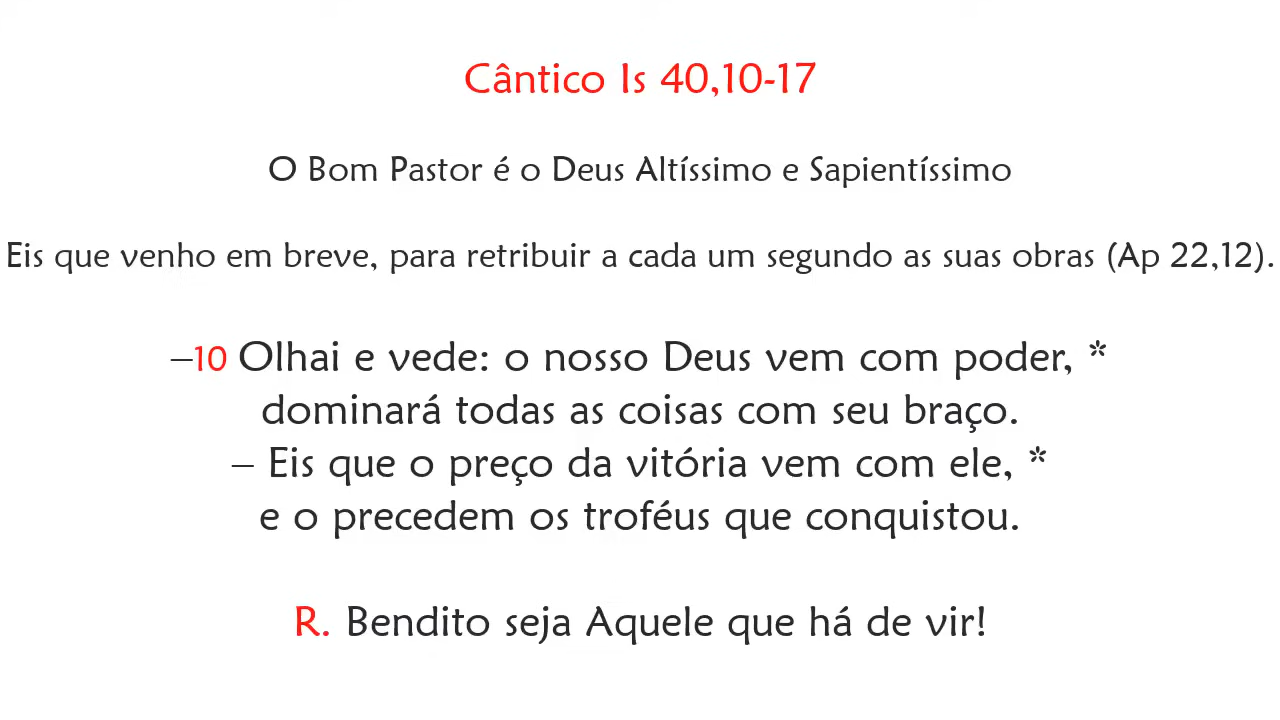 Cântico Is 40,10-17
O Bom Pastor é o Deus Altíssimo e Sapientíssimo
Eis que venho em breve, para retribuir a cada um segundo as suas obras (Ap 22,12).
–10 Olhai e vede: o nosso Deus vem com poder, *
dominará todas as coisas com seu braço.
– Eis que o preço da vitória vem com ele, *
e o precedem os troféus que conquistou.
R. Bendito seja Aquele que há de vir!